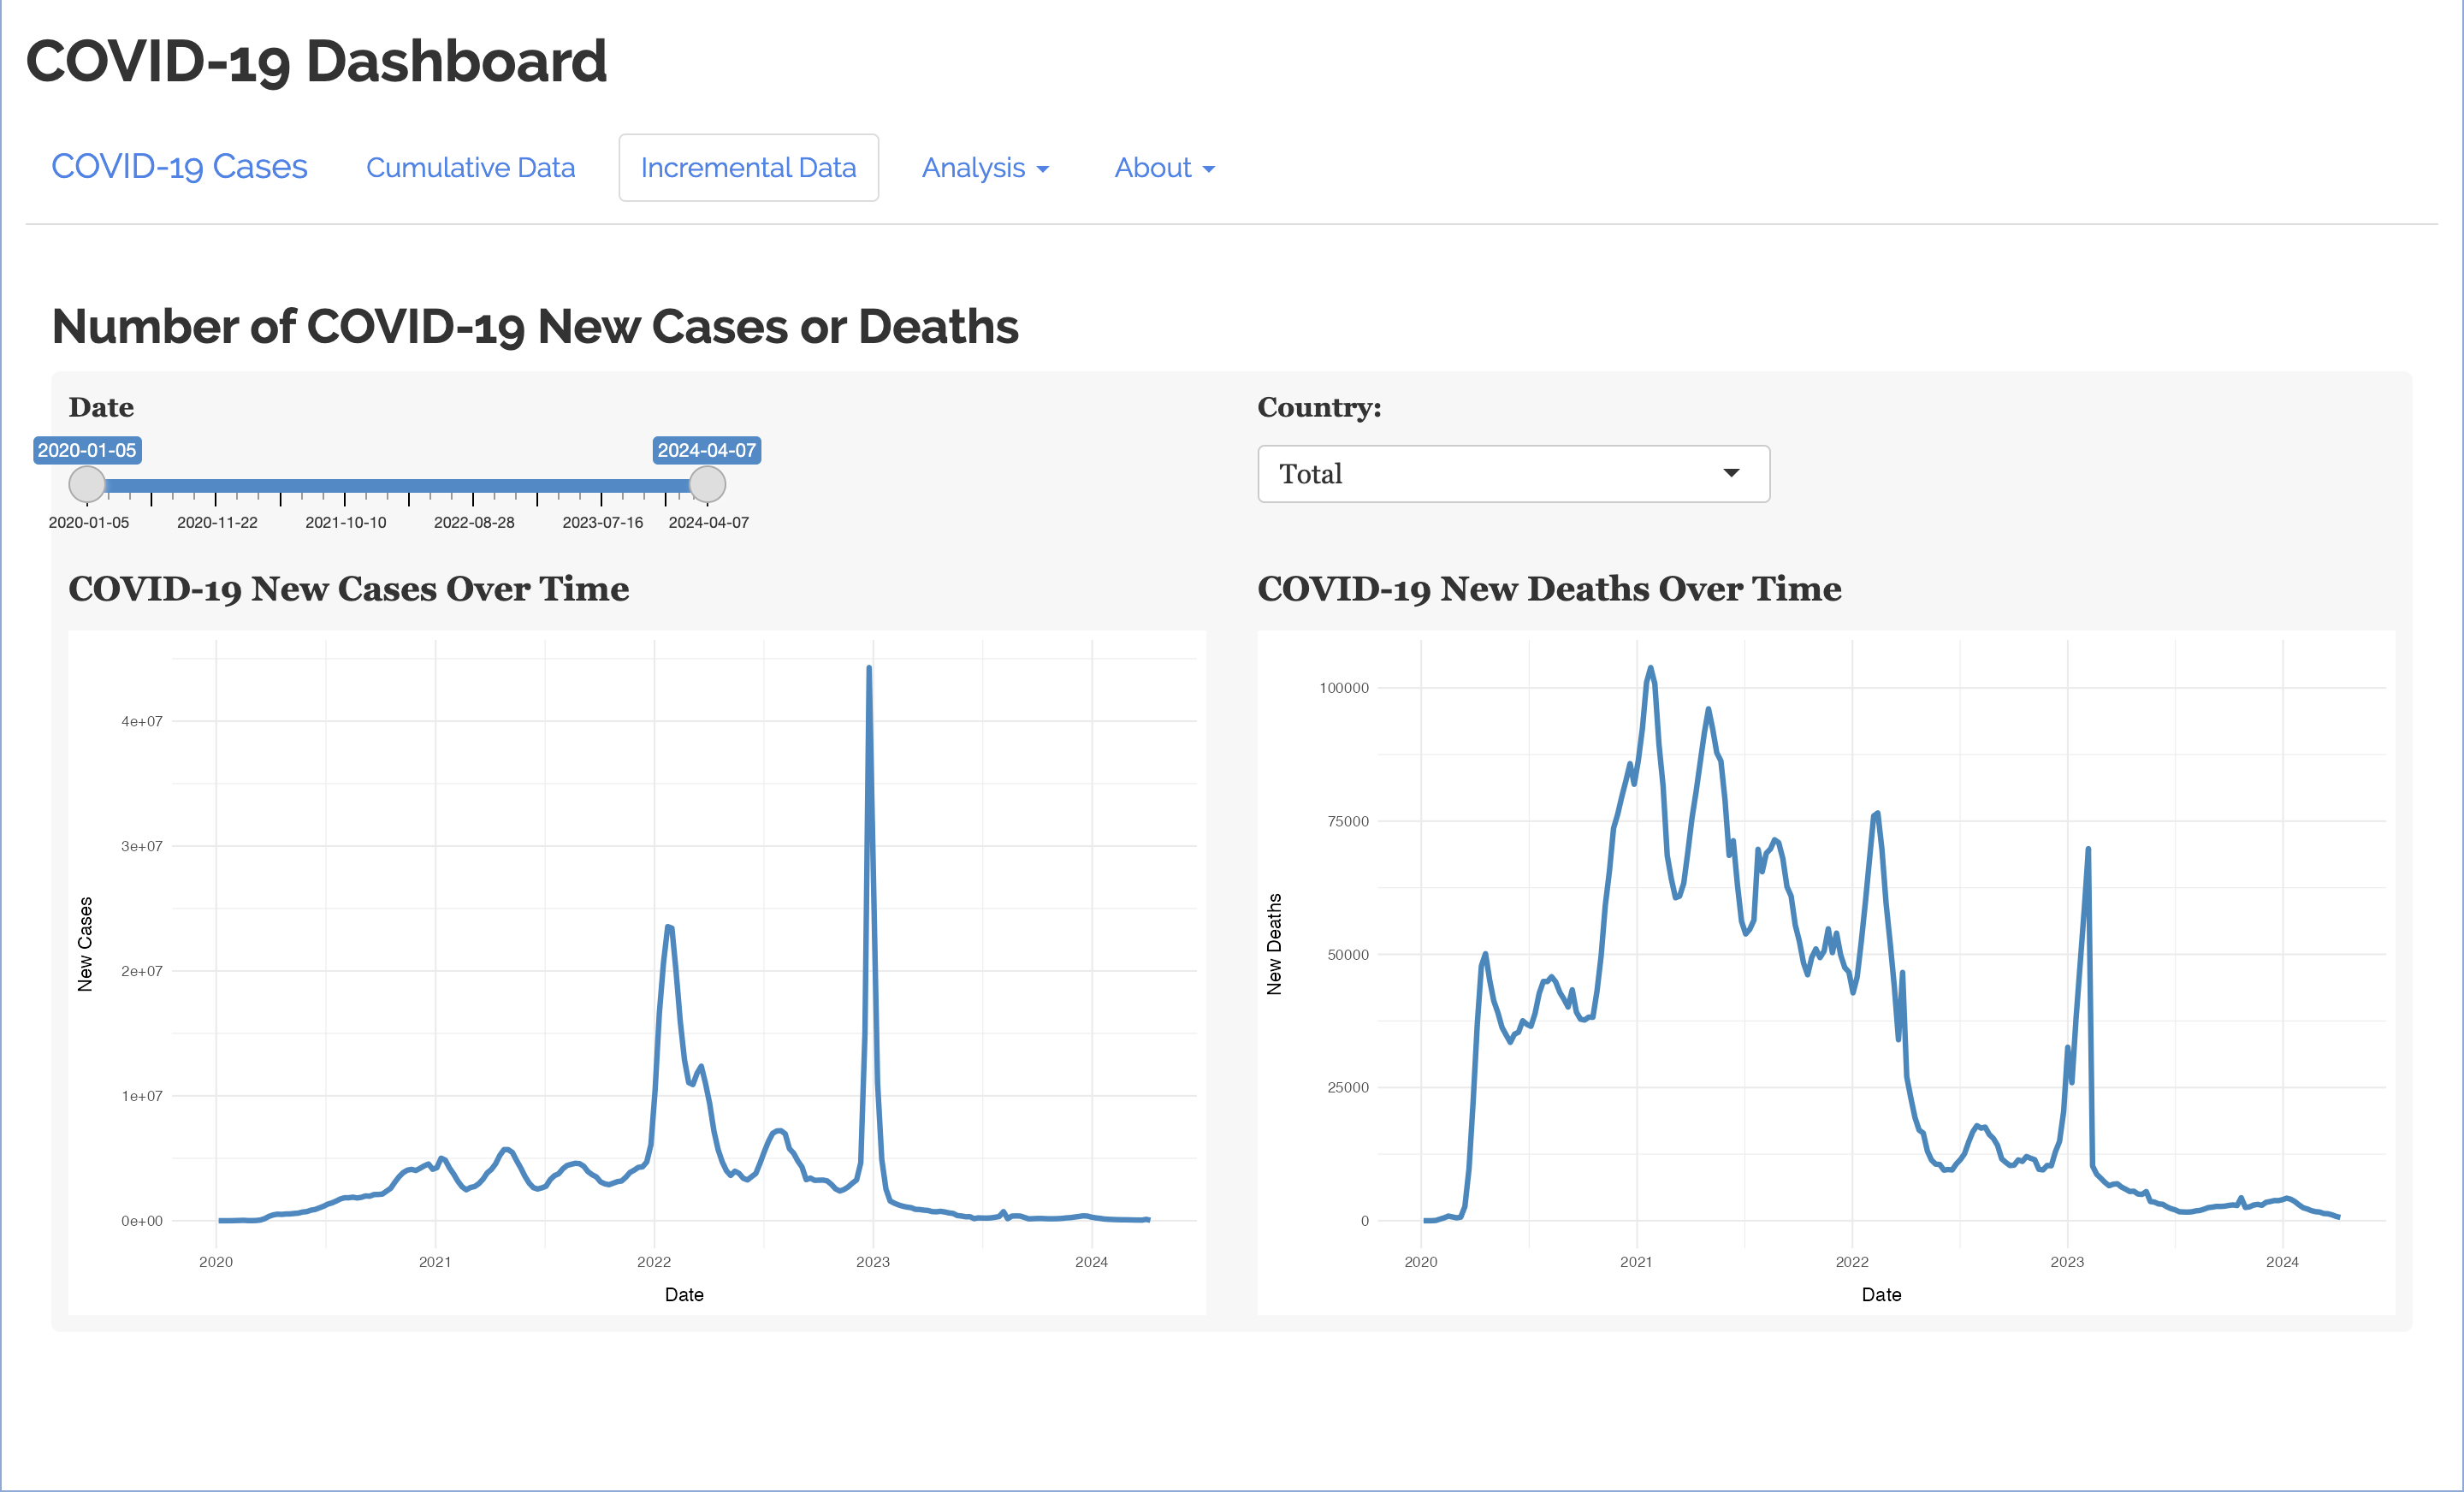 COVID-19 Dashboard
COVID-19 Cases Cumulative Data Incremental Data Analysis About
Number of COVID-19 New Cases or Deaths
Date
2020-01-05 2024-04-07
2020-01-05 2020-11-22 2021-10-10 2022-08-28 2023-07-16 2024-04-07
Country:
Total
COVID-19 New Cases Over Time
New Cases
4e+07
3e+07
2e+07
1e+07
0e+00
2020 2021 2022 2023 2024
Date
COVID-19 New Deaths Over Time
New Deaths
100000
75000
50000
25000
0
2020 2021 2022 2023 2024
Date